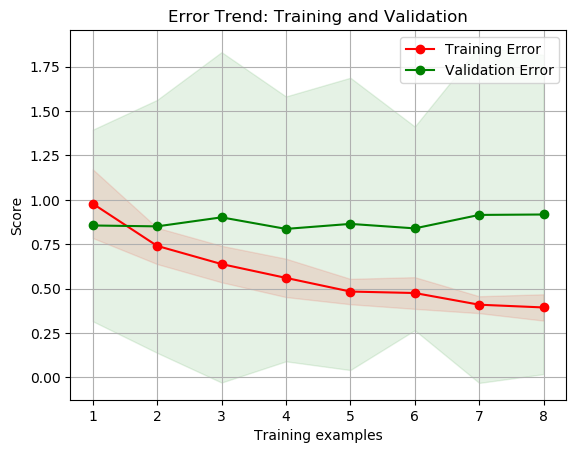 Error Trend: Training and Validation
Training Error
Validation Error
1.75
1.50
1.25
1.00
0.75
0.50
0.25
0.00
Score
1 2 3 4 5 6 7 8
Training examples